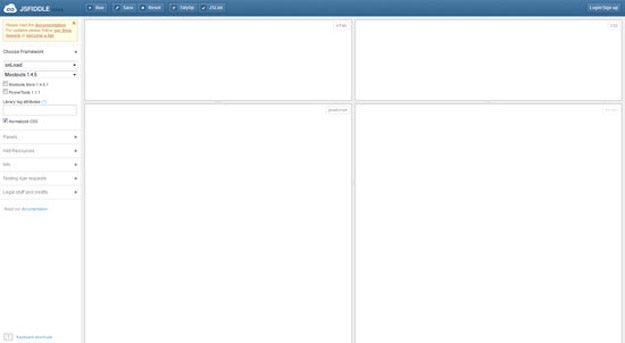 JSFIDDLE
Run
Save
Reset
TidyUp
JSLint
Login/Sign up
Please read the documentation.
For updates please follow our blog,
or become a fan.
HTML
CSS
Choose Framework
onLoad
Mootools 1.4.5
Mootools More 1.4.0.1
PowerTools 1.1.1
Library tag attributes
JavaScript
Normalized CSS
Panels
Add Resources
Info
Testing ajax requests
Legal stuff and credits
Read our documentation
Keyboard shortcuts